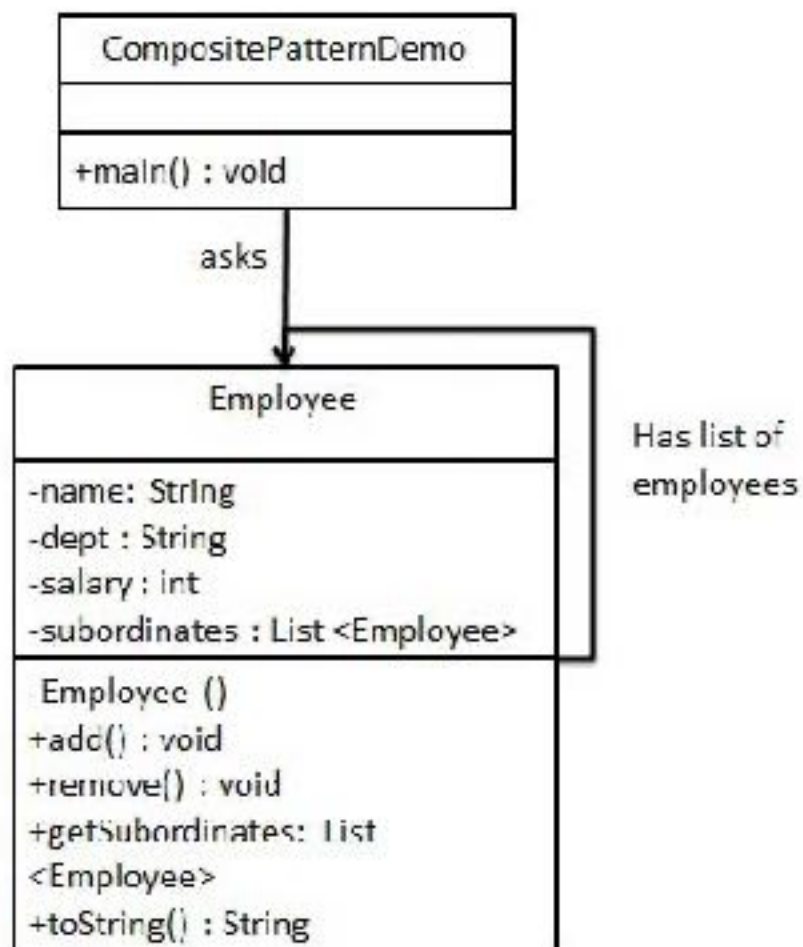 CompositePatternDemo
+main() : void
asks
Employee
Has list of
employees
-name: String
-dept : String
-salary : int
-subordinates : List <Employee>
Employee ()
+add() : void
+remove() : void
+getSubordinates: List
<Employee>
+toString() : String